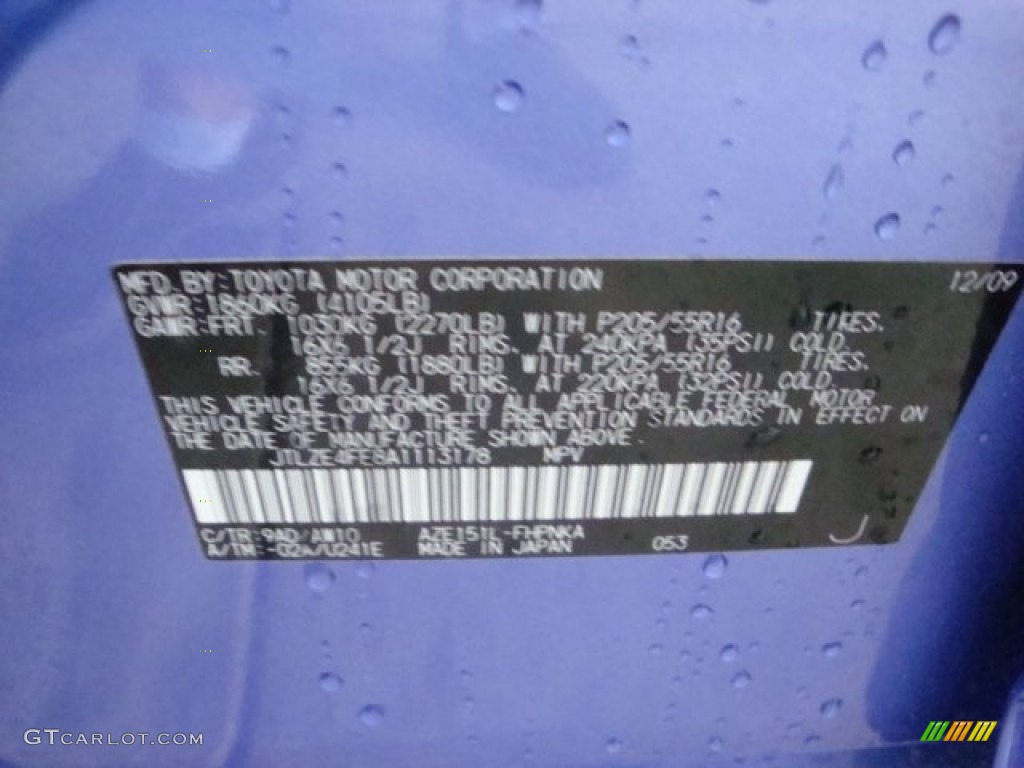 MFD. BY: TOYOTA MOTOR CORPORATION 12/09
GVWR: 1860KG (4105LB)
GAWR: FRT. 1030KG (2270LB) WITH P205/55R16 TIRES.
16X6 1/2J RIMS. AT 240KPA (35PSI) COLD.
RR. 855KG (1880LB) WITH P205/55R16 TIRES.
16X6 1/2J RIMS. AT 220KPA (32PSI) COLD.
THIS VEHICLE CONFORMS TO ALL APPLICABLE FEDERAL MOTOR
VEHICLE SAFETY AND THEFT PREVENTION STANDARDS IN EFFECT ON
THE DATE OF MANUFACTURE SHOWN ABOVE.
JTLZE4FE8A1113178 MPV
C/TR: 9AD/AW10 AZE151L-FHPNKA
A/TM: -02A/U241E MADE IN JAPAN 053 J
GTCARLOT.COM